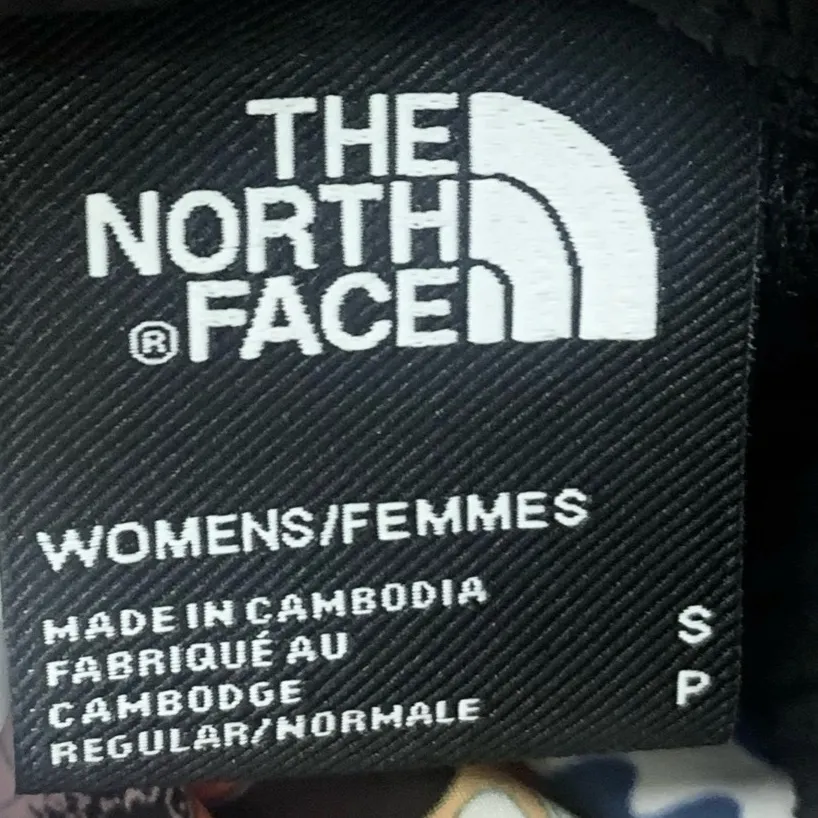 THE
NORTH
® FACE
WOMENS/FEMMES
MADE IN CAMBODIA
FABRIQUÉ AU S
CAMBODGE P
REGULAR/NORMALE